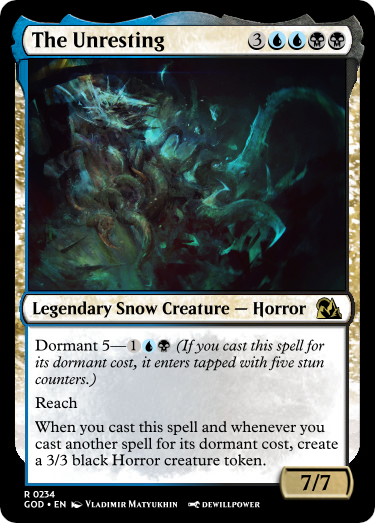 The Unresting 3
Legendary Snow Creature — Horror
Dormant 5—1 (If you cast this spell for
its dormant cost, it enters tapped with five stun
counters.)
Reach
When you cast this spell and whenever you
cast another spell for its dormant cost, create
a 3/3 black Horror creature token.
7/7
R 0234
GOD • EN Vladimir Matyukhin DEWILLPOWER